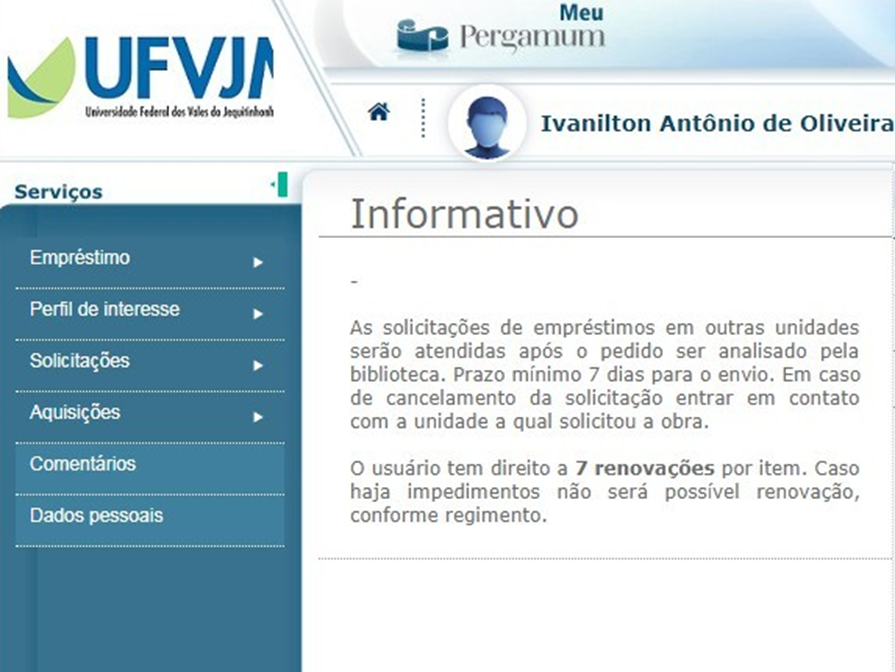 UFVJM
Universidade Federal dos Vales do Jequitinhonh
Meu
Pergamum
Ivanilton Antônio de Oliveira
Serviços
Empréstimo
Perfil de interesse
Solicitações
Aquisições
Comentários
Dados pessoais
Informativo
-
As solicitações de empréstimos em outras unidades
serão atendidas após o pedido ser analisado pela
biblioteca. Prazo mínimo 7 dias para o envio. Em caso
de cancelamento da solicitação entrar em contato
com a unidade a qual solicitou a obra.
O usuário tem direito a 7 renovações por item. Caso
haja impedimentos não será possível renovação,
conforme regimento.